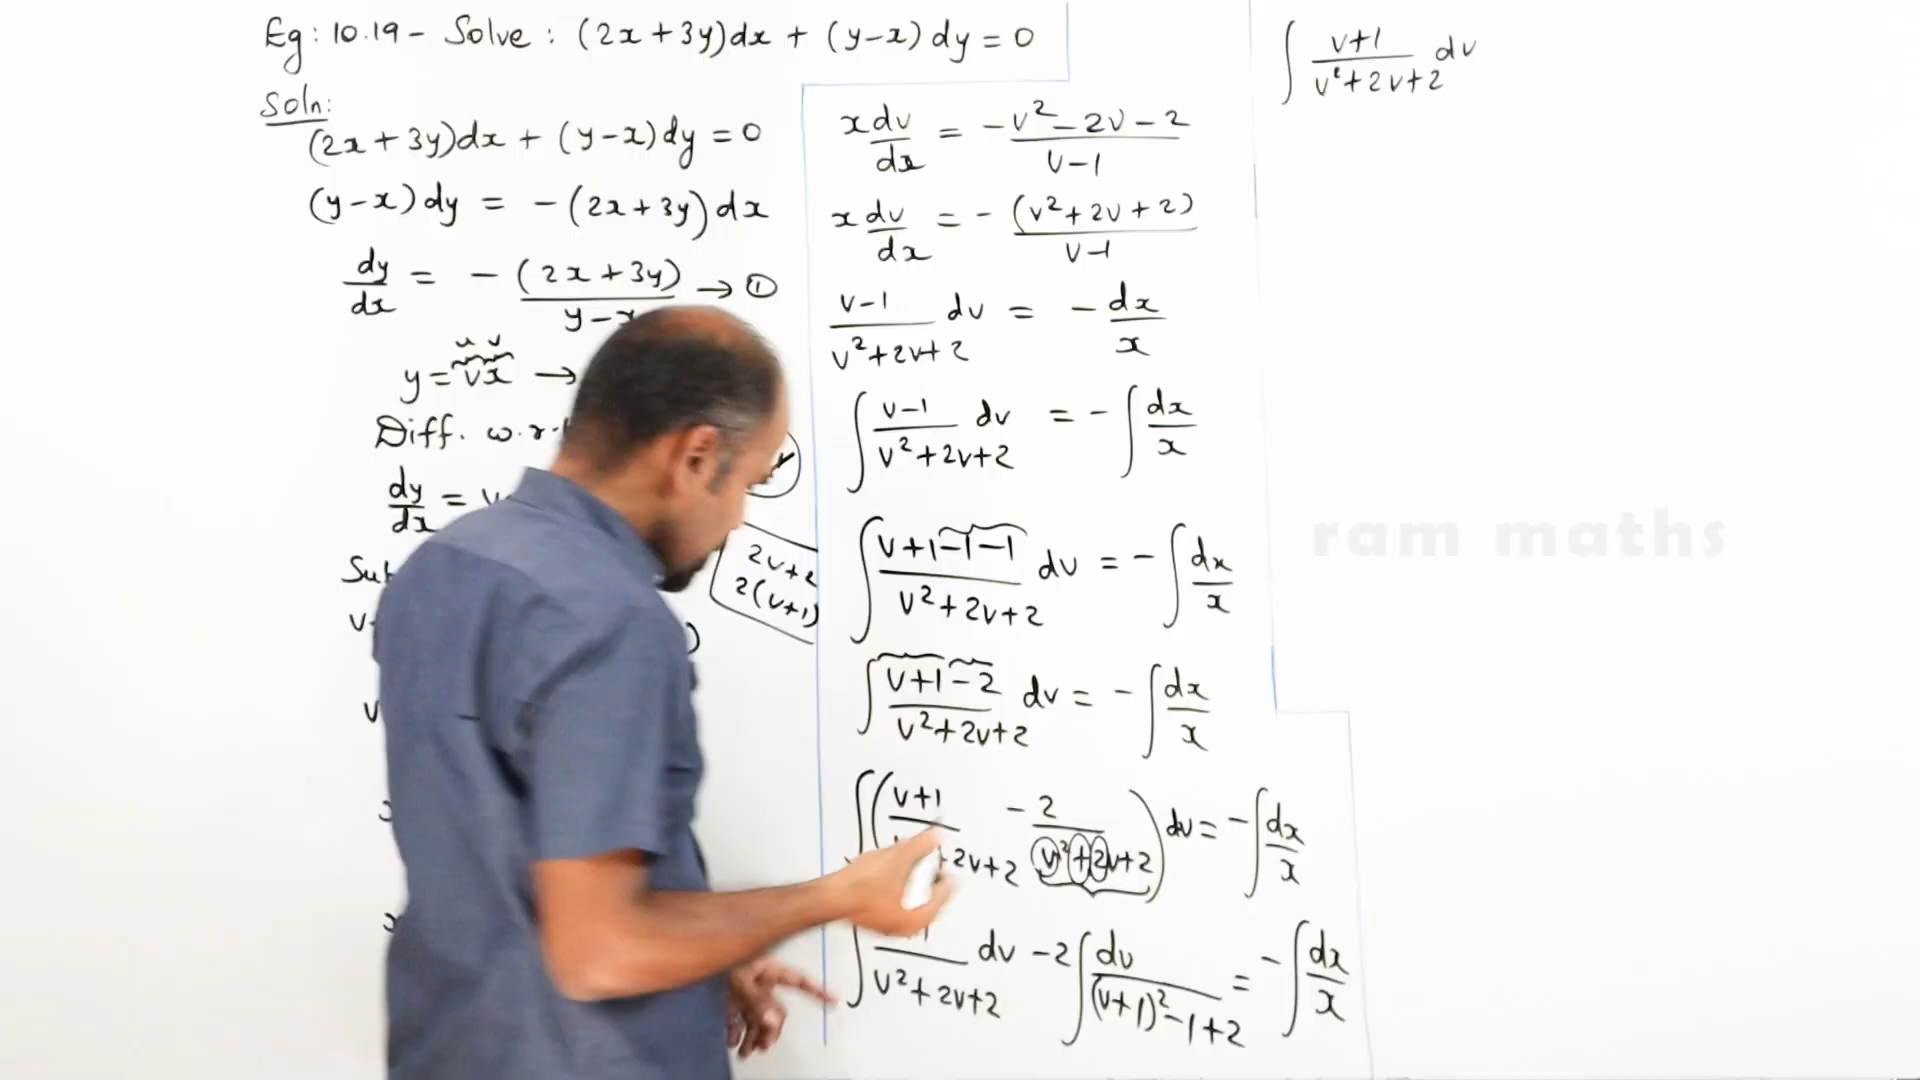 Eg: 10.19 - Solve : (2x+3y)dx + (y-x)dy = 0
Soln:
(2x+3y)dx + (y-x)dy = 0
(y-x)dy = -(2x+3y)dx
dy/dx = -(2x+3y)/y-x → ①
u v
y = vx →
Diff. w.r.t
dy/dx = v
2v+2
2(v+1)
x dv/dx = -v²-2v-2/v-1
x dv/dx = -(v²+2v+2)/v-1
v-1/v²+2v+2 dv = -dx/x
∫ v-1/v²+2v+2 dv = -∫ dx/x
∫ v+1-1-1/v²+2v+2 dv = -∫ dx/x
∫ v+1-2/v²+2v+2 dv = -∫ dx/x
∫ (v+1/ +2v+2 -2/v²+2v+2) dv = -∫ dx/x
∫ /v²+2v+2 dv -2∫ dv/(v+1)²-1+2 = -∫ dx/x
∫ v+1/v²+2v+2 dv
ram maths